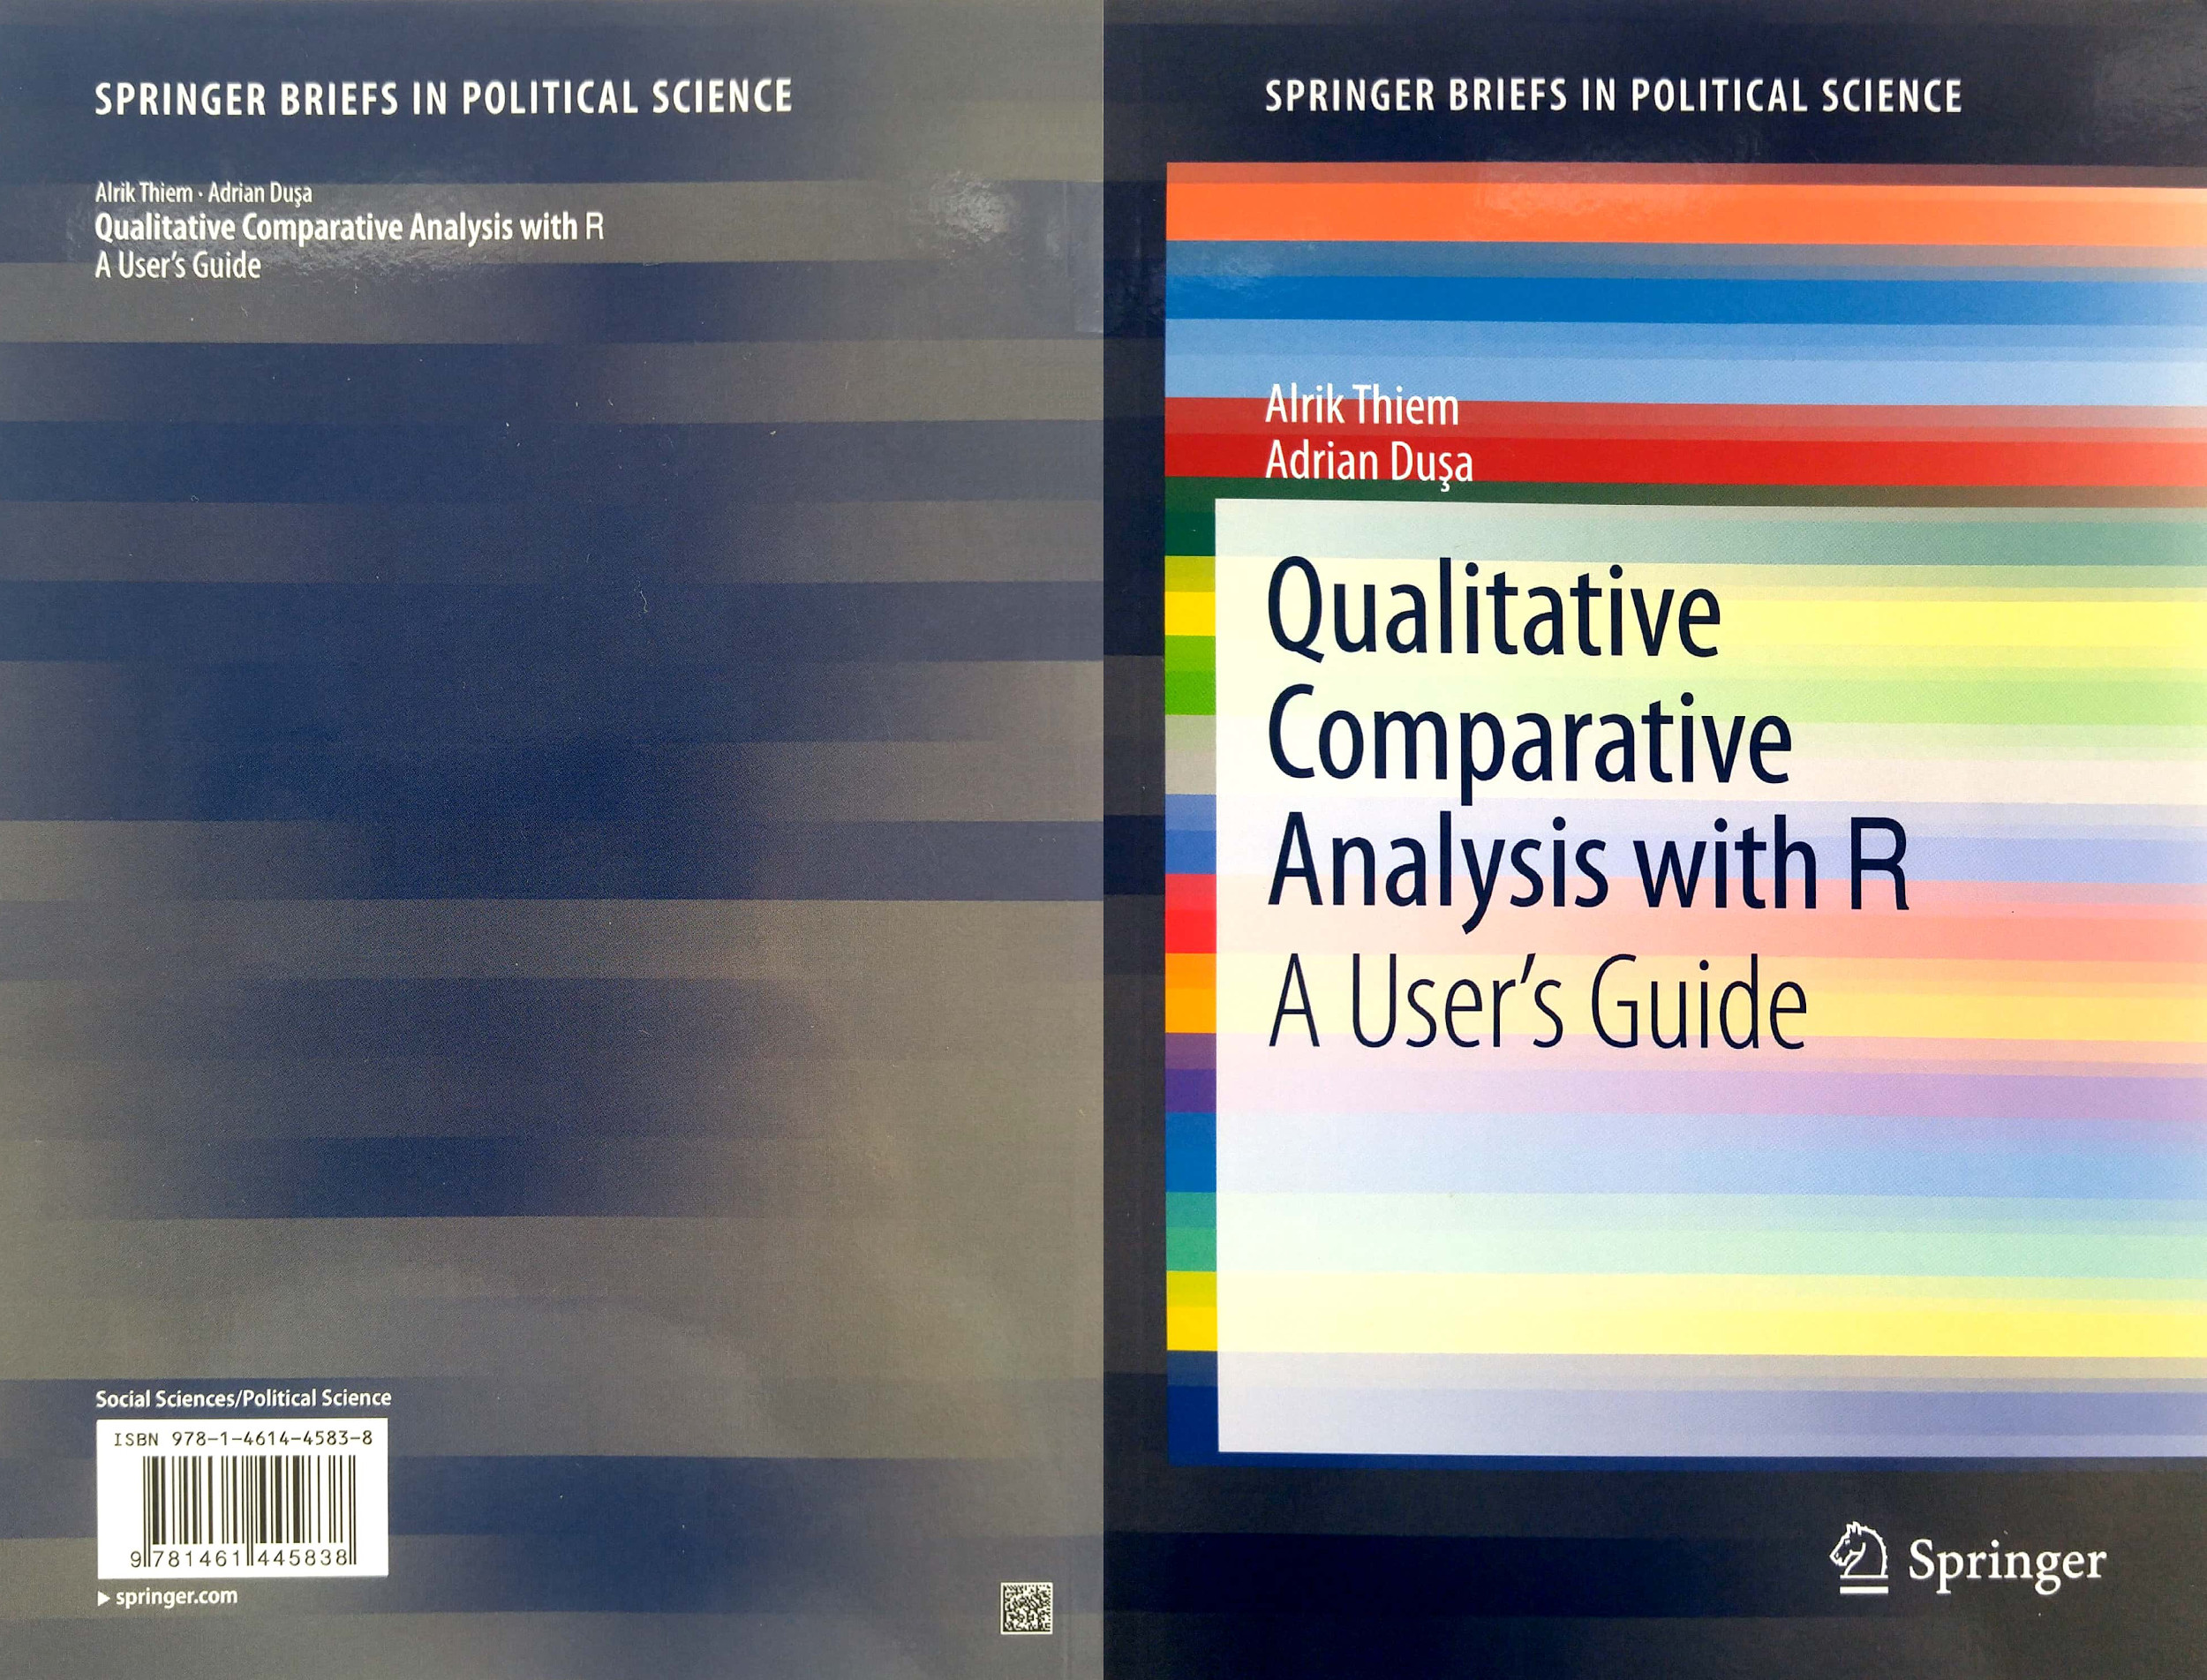 SPRINGER BRIEFS IN POLITICAL SCIENCE
Alrik Thiem · Adrian Duşa
Qualitative Comparative Analysis with R
A User’s Guide
Social Sciences/Political Science
ISBN 978-1-4614-4583-8
9 781461 445838
▶ springer.com
SPRINGER BRIEFS IN POLITICAL SCIENCE
Alrik Thiem
Adrian Duşa
Qualitative
Comparative
Analysis with R
A User’s Guide
Springer